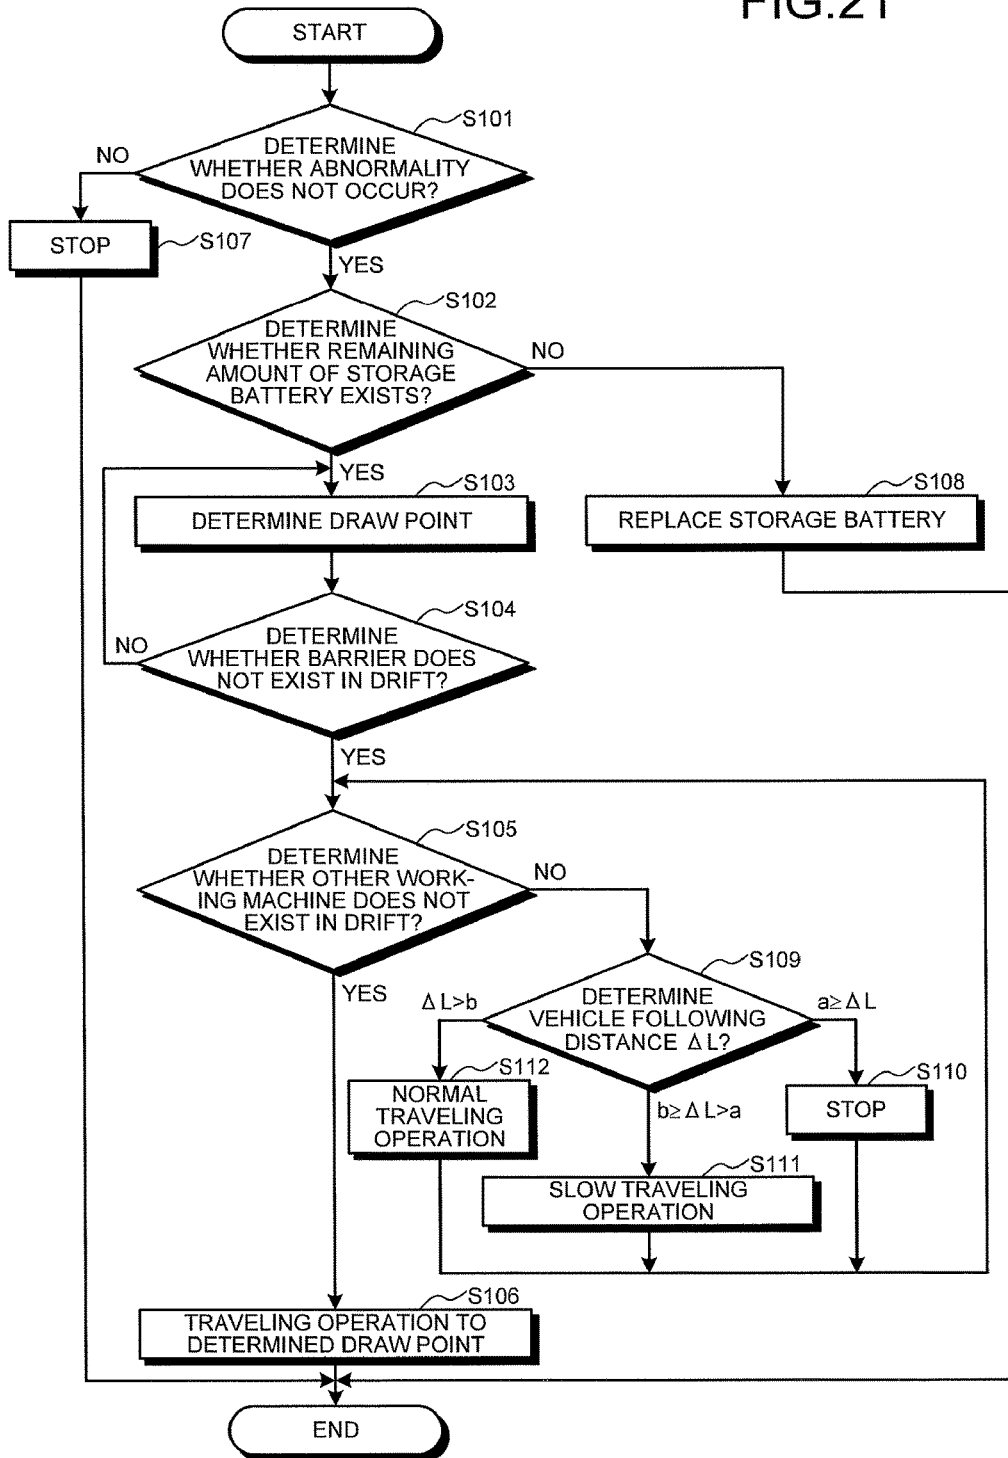 FIG.21
START
S101
DETERMINE
WHETHER ABNORMALITY
DOES NOT OCCUR?
NO
STOP
S107
YES
S102
DETERMINE
WHETHER REMAINING
AMOUNT OF STORAGE
BATTERY EXISTS?
NO
YES
S103
DETERMINE DRAW POINT
S108
REPLACE STORAGE BATTERY
S104
DETERMINE
WHETHER BARRIER DOES
NOT EXIST IN DRIFT?
NO
YES
S105
DETERMINE
WHETHER OTHER WORK-
ING MACHINE DOES NOT
EXIST IN DRIFT?
NO
YES
S109
DETERMINE
VEHICLE FOLLOWING
DISTANCE ΔL?
ΔL>b
a≥ΔL
S112
NORMAL
TRAVELING
OPERATION
b≥ΔL>a
S110
STOP
S111
SLOW TRAVELING
OPERATION
S106
TRAVELING OPERATION TO
DETERMINED DRAW POINT
END